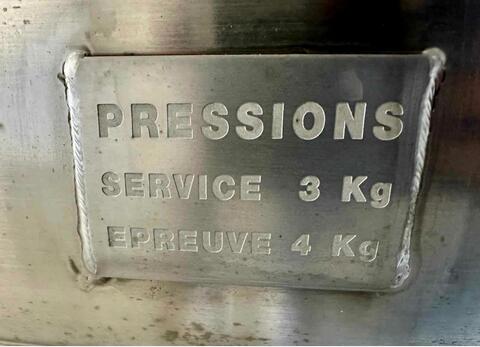 PRESSIONS
SERVICE 3 Kg
EPREUVE 4 Kg